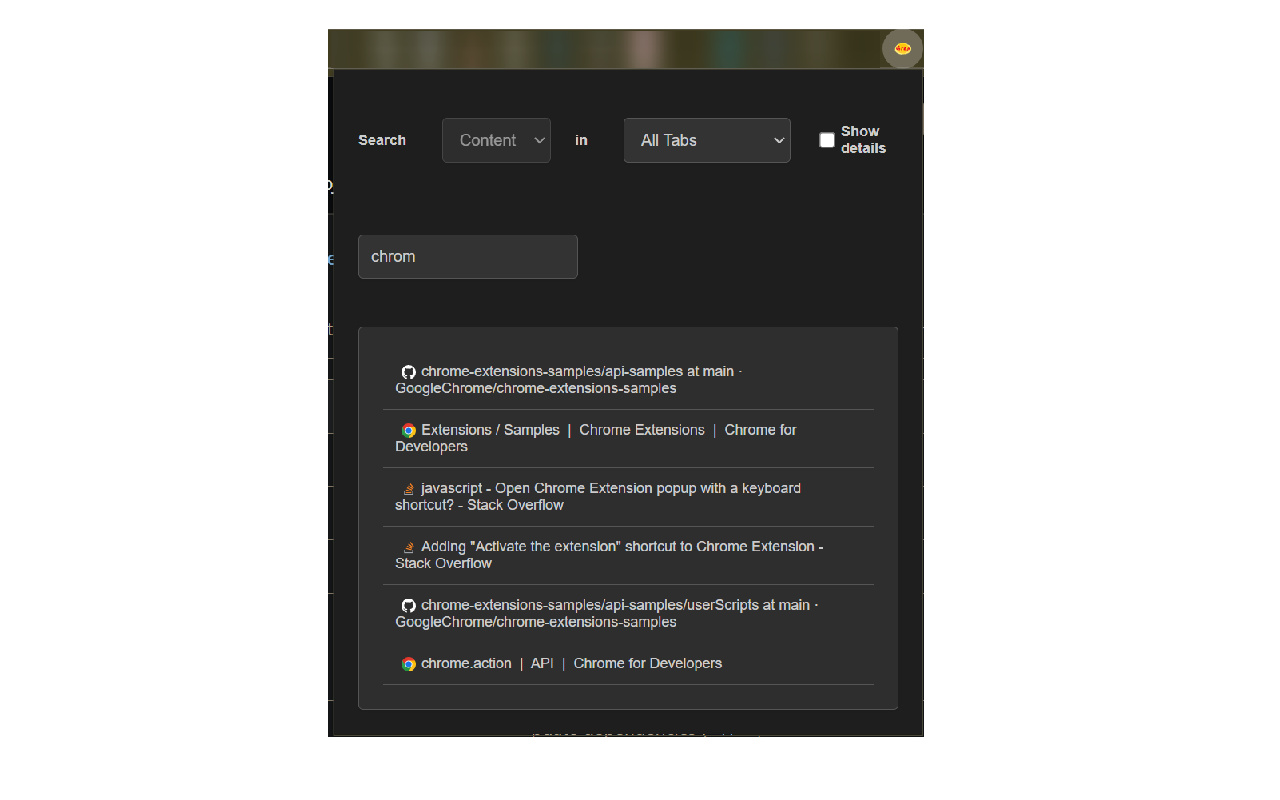 Search Content in All Tabs Show details
chrom
chrome-extensions-samples/api-samples at main ·
GoogleChrome/chrome-extensions-samples
Extensions / Samples | Chrome Extensions | Chrome for
Developers
javascript - Open Chrome Extension popup with a keyboard
shortcut? - Stack Overflow
Adding "Activate the extension" shortcut to Chrome Extension -
Stack Overflow
chrome-extensions-samples/api-samples/userScripts at main ·
GoogleChrome/chrome-extensions-samples
chrome.action | API | Chrome for Developers